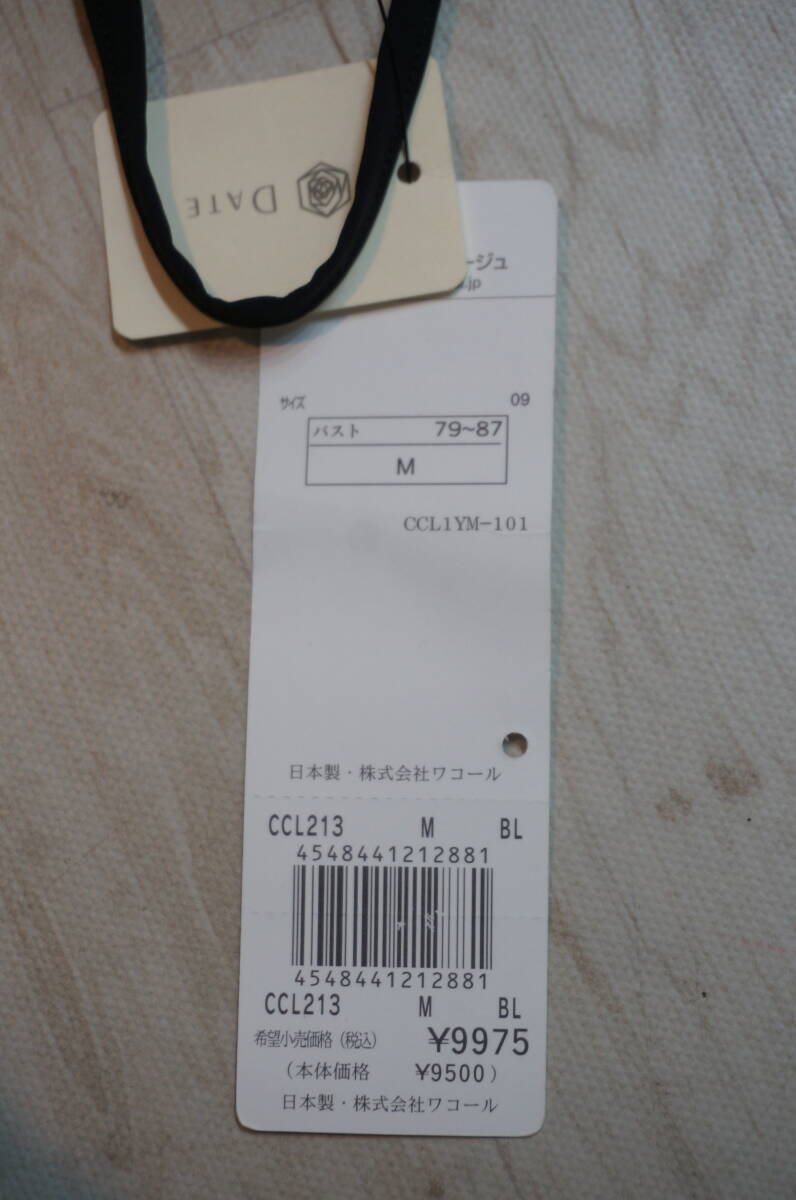 DATE
ージュ
.jp
サイズ 09
バスト 79~87
M
CCL1YM-101
日本製・株式会社ワコール
CCL213 M BL
4548441212881
4548441212881
CCL213 M BL
希望小売価格(税込) ¥9975
(本体価格 ¥9500)
日本製・株式会社ワコール